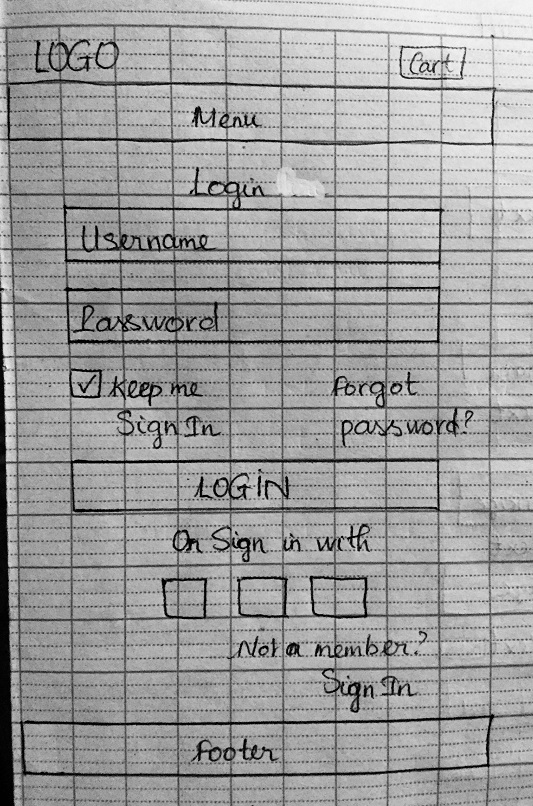 LOGO Cart
Menu
Login
Username
Password
Keep me forgot
Sign In password?
LOGIN
Or Sign in with
Not a member?
Sign In
footer